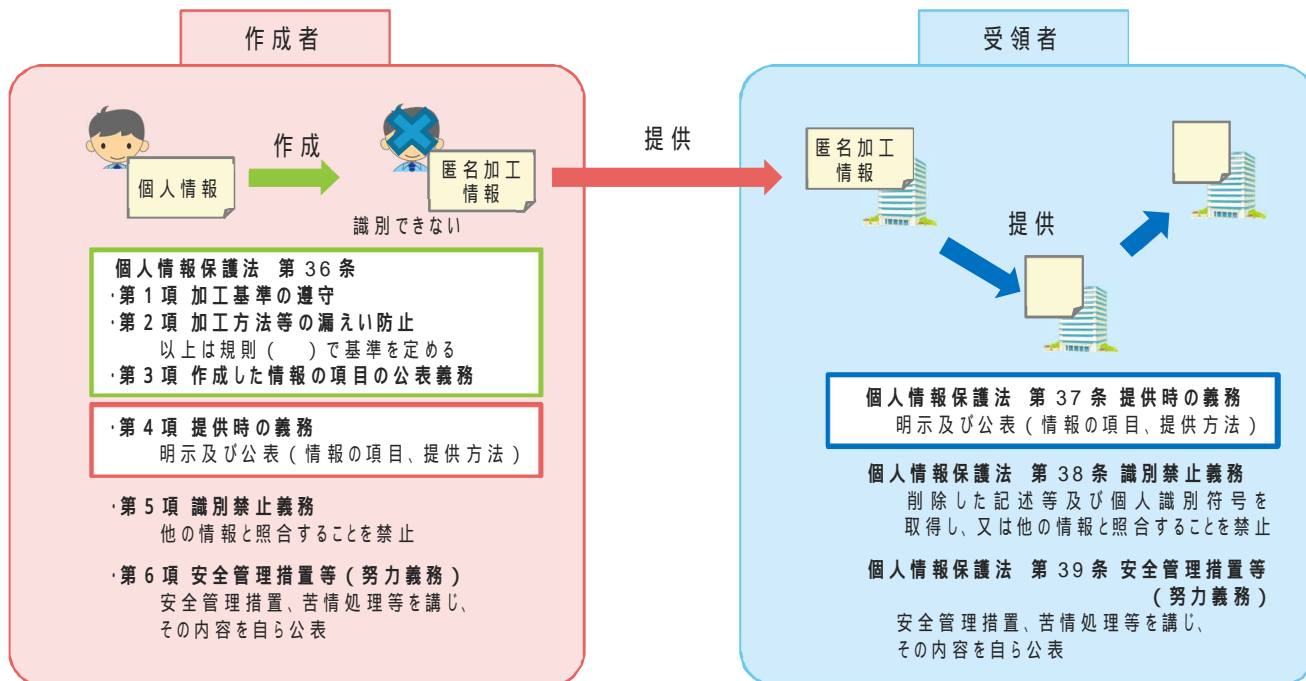 作成者
個人情報
作成
匿名加工
情報
識別できない
個人情報保護法 第36条
・第1項 加工基準の遵守
・第2項 加工方法等の漏えい防止
以上は規則(  )で基準を定める
・第3項 作成した情報の項目の公表義務
・第4項 提供時の義務
明示及び公表(情報の項目、提供方法)
・第5項 識別禁止義務
他の情報と照合することを禁止
・第6項 安全管理措置等(努力義務)
安全管理措置、苦情処理等を講じ、
その内容を自ら公表
提供
受領者
匿名加工
情報
提供
個人情報保護法 第37条 提供時の義務
明示及び公表(情報の項目、提供方法)
個人情報保護法 第38条 識別禁止義務
削除した記述等及び個人識別符号を
取得し、又は他の情報と照合することを禁止
個人情報保護法 第39条 安全管理措置等
(努力義務)
安全管理措置、苦情処理等を講じ、
その内容を自ら公表